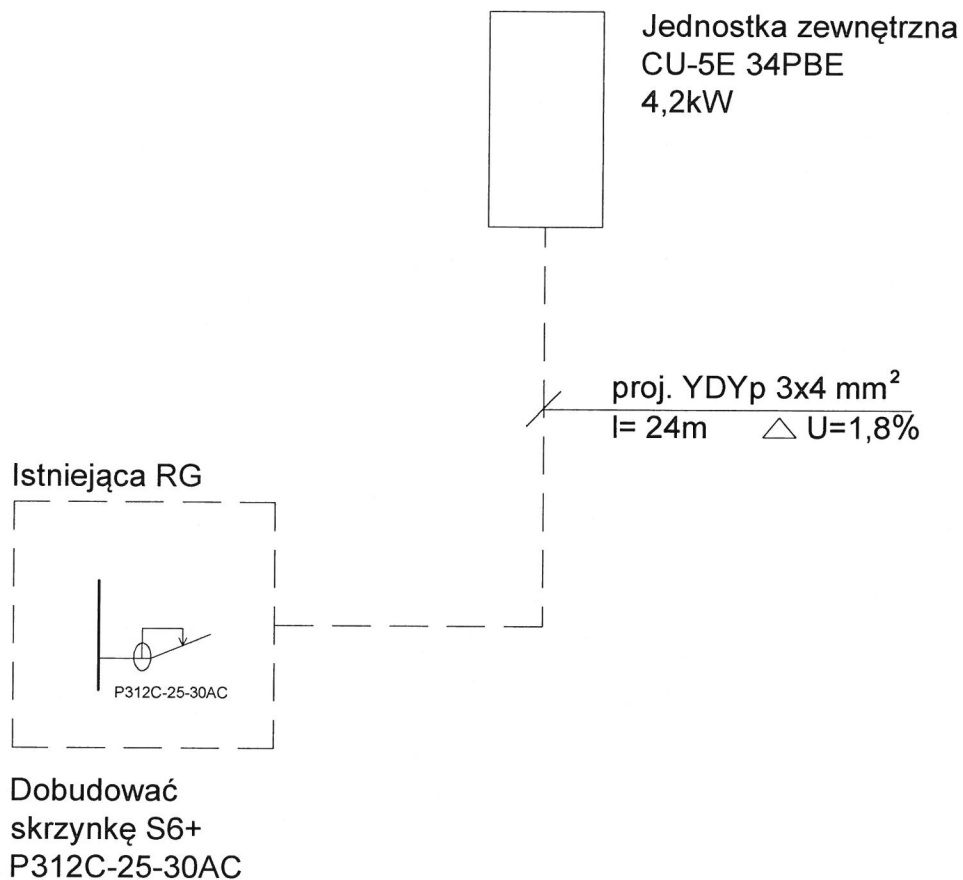 Jednostka zewnętrzna
CU-5E 34PBE
4,2kW
proj. YDYp 3x4 mm²
l= 24m △ U=1,8%
Istniejąca RG
P312C-25-30AC
Dobudować
skrzynkę S6+
P312C-25-30AC